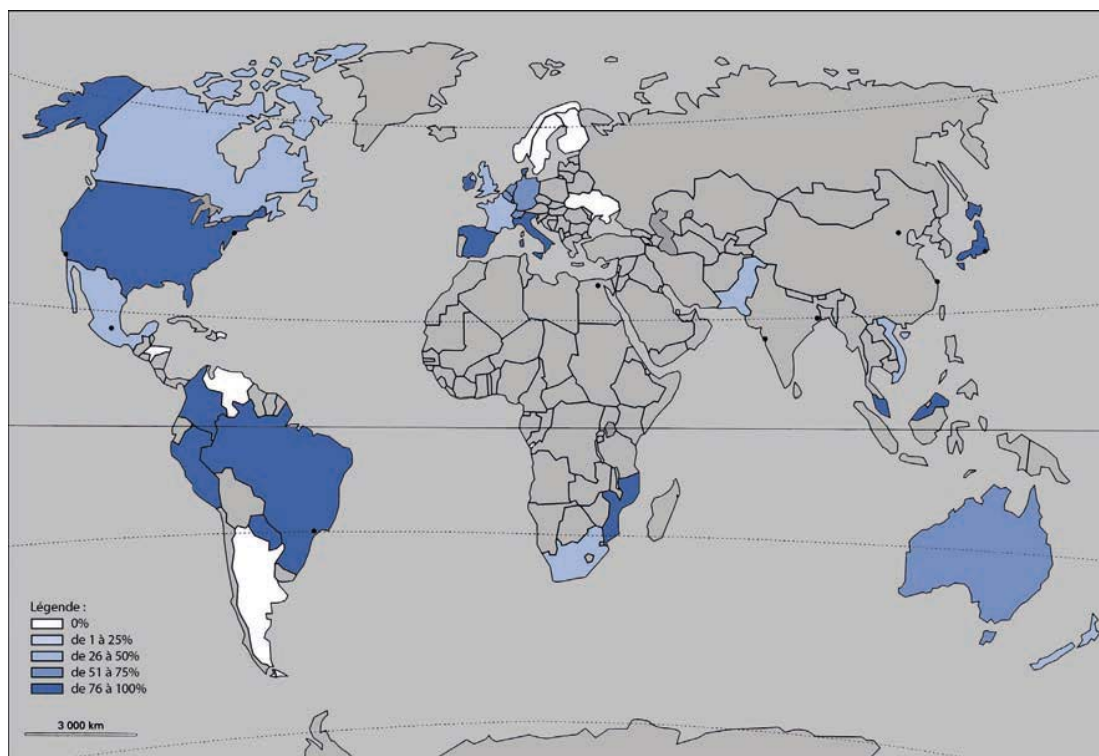 Légende :
0%
de 1 à 25%
de 26 à 50%
de 51 à 75%
de 76 à 100%
3 000 km